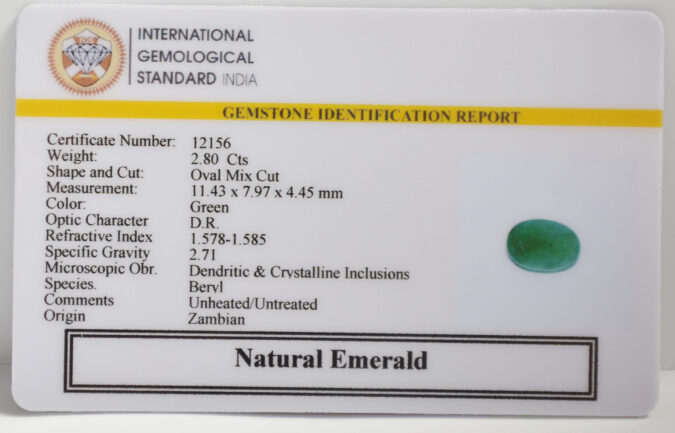 INTERNATIONAL
GEMOLOGICAL
STANDARD INDIA
GEMSTONE IDENTIFICATION REPORT
Certificate Number: 12156
Weight: 2.80 Cts
Shape and Cut: Oval Mix Cut
Measurement: 11.43 x 7.97 x 4.45 mm
Color: Green
Optic Character D.R.
Refractive Index 1.578-1.585
Specific Gravity 2.71
Microscopic Obr. Dendritic & Crystalline Inclusions
Species. Beryl
Comments Unheated/Untreated
Origin Zambian
Natural Emerald